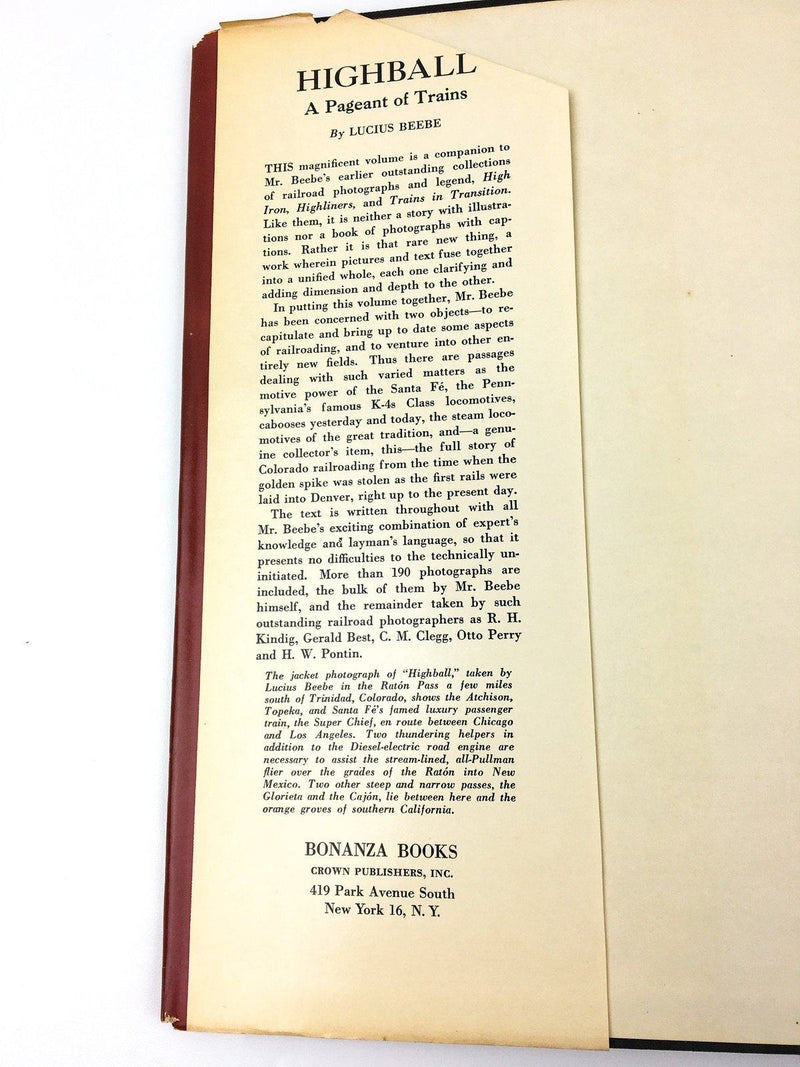 HIGHBALL
A Pageant of Trains
By LUCIUS BEEBE
THIS magnificent volume is a companion to
Mr. Beebe's earlier outstanding collections
of railroad photographs and legend, High
Iron, Highliners, and Trains in Transition.
Like them, it is neither a story with illustra-
tions nor a book of photographs with cap-
tions. Rather it is that rare new thing, a
work wherein pictures and text fuse together
into a unified whole, each one clarifying and
adding dimension and depth to the other.
In putting this volume together, Mr. Beebe
has been concerned with two objects—to re-
capitulate and bring up to date some aspects
of railroading, and to venture into other en-
tirely new fields. Thus there are passages
dealing with such varied matters as the
motive power of the Santa Fé, the Penn-
sylvania's famous K-4s Class locomotives,
cabooses yesterday and today, the steam loco-
motives of the great tradition, and—a genu-
ine collector's item, this—the full story of
Colorado railroading from the time when the
golden spike was stolen as the first rails were
laid into Denver, right up to the present day.
The text is written throughout with all
Mr. Beebe's exciting combination of expert's
knowledge and layman's language, so that it
presents no difficulties to the technically un-
initiated. More than 190 photographs are
included, the bulk of them by Mr. Beebe
himself, and the remainder taken by such
outstanding railroad photographers as R. H.
Kindig, Gerald Best, C. M. Clegg, Otto Perry
and H. W. Pontin.
The jacket photograph of "Highball," taken by
Lucius Beebe in the Ratón Pass a few miles
south of Trinidad, Colorado, shows the Atchison,
Topeka, and Santa Fé's famed luxury passenger
train, the Super Chief, en route between Chicago
and Los Angeles. Two thundering helpers in
addition to the Diesel-electric road engine are
necessary to assist the stream-lined, all-Pullman
flier over the grades of the Ratón into New
Mexico. Two other steep and narrow passes, the
Glorieta and the Cajón, lie between here and the
orange groves of southern California.
BONANZA BOOKS
CROWN PUBLISHERS, INC.
419 Park Avenue South
New York 16, N. Y.